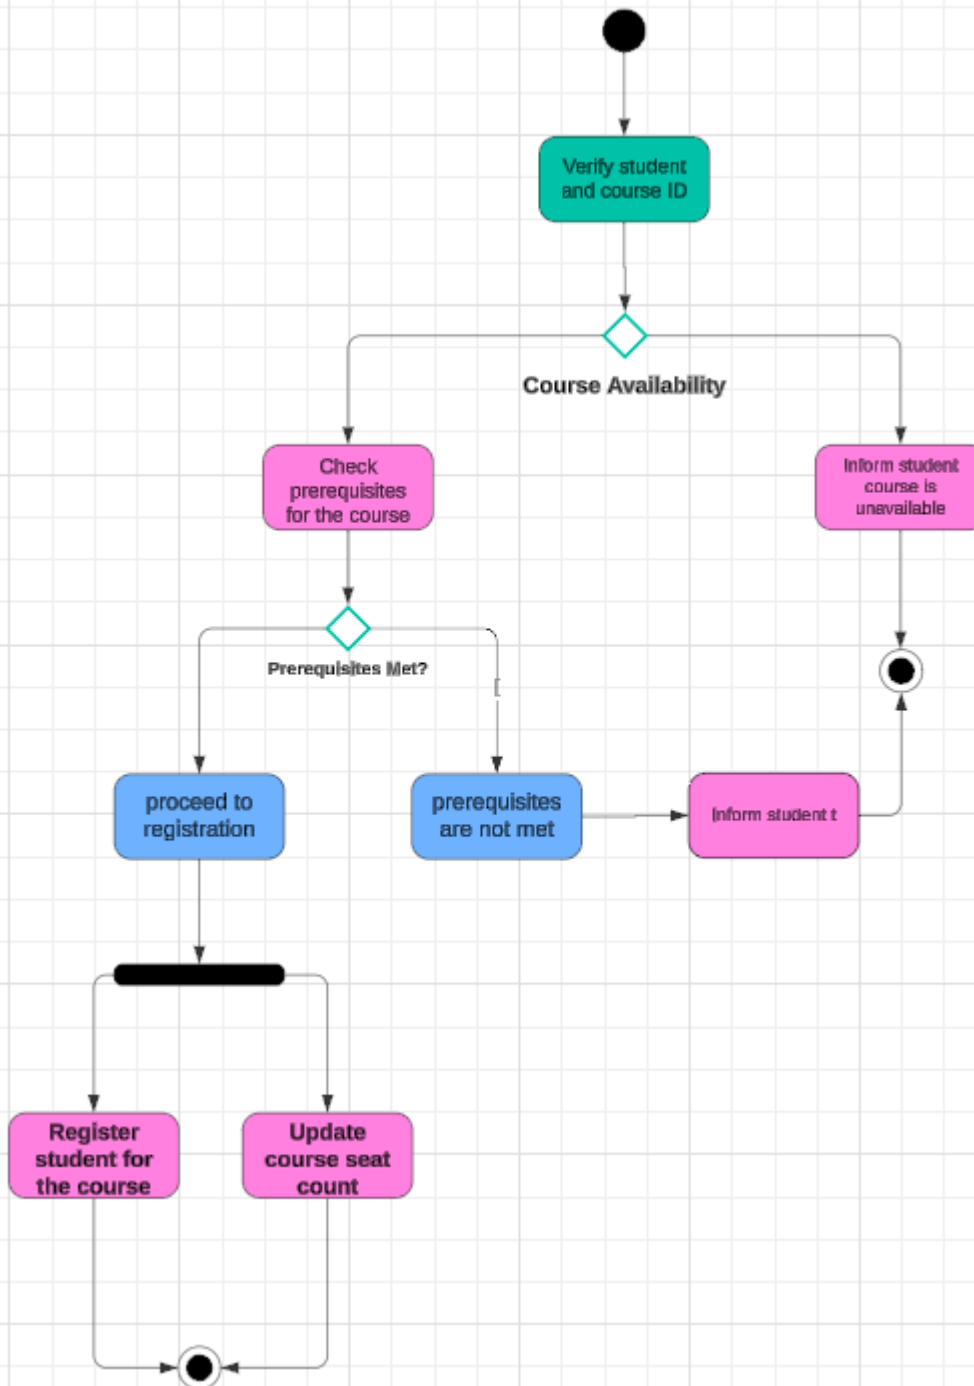 Verify student
and course ID
Course Availability
Check
prerequisites
for the course
Inform student
course is
unavailable
Prerequisites Met?
[
proceed to
registration
prerequisites
are not met
Inform student t
Register
student for
the course
Update
course seat
count